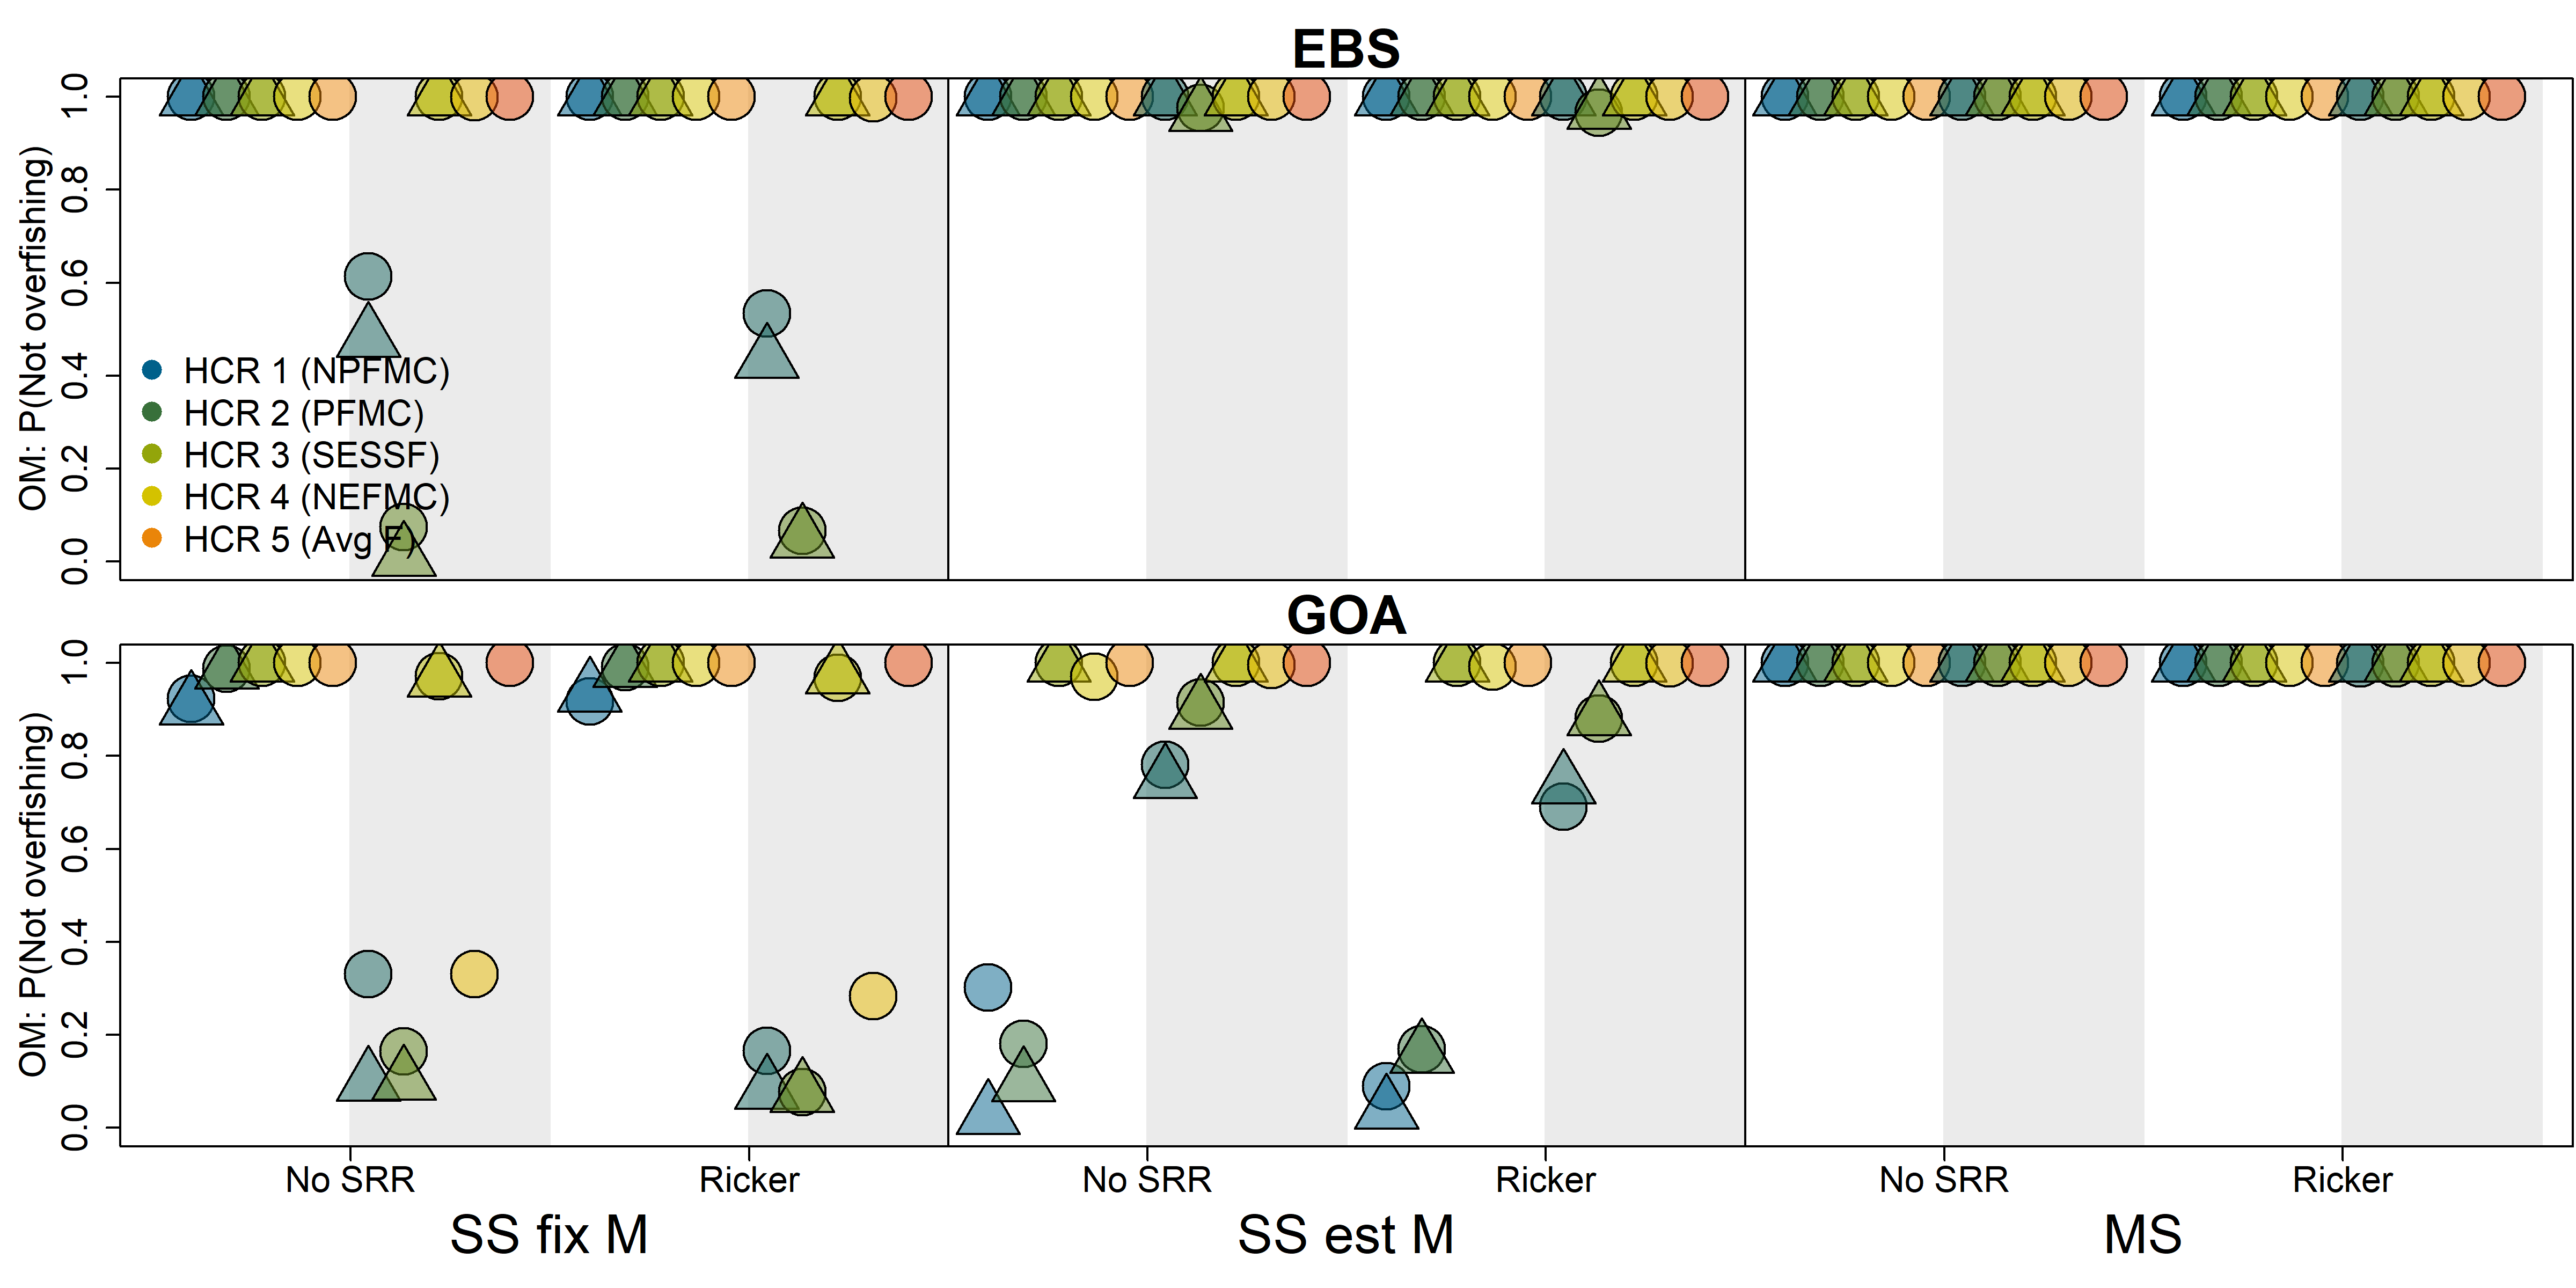 EBS
OM: P(Not overfishing)
1.0
0.8
0.6
0.4
0.2
0.0
HCR 1 (NPFMC)
HCR 2 (PFMC)
HCR 3 (SESSF)
HCR 4 (NEFMC)
HCR 5 (Avg F)
GOA
OM: P(Not overfishing)
1.0
0.8
0.6
0.4
0.2
0.0
No SRR Ricker No SRR Ricker No SRR Ricker
SS fix M SS est M MS